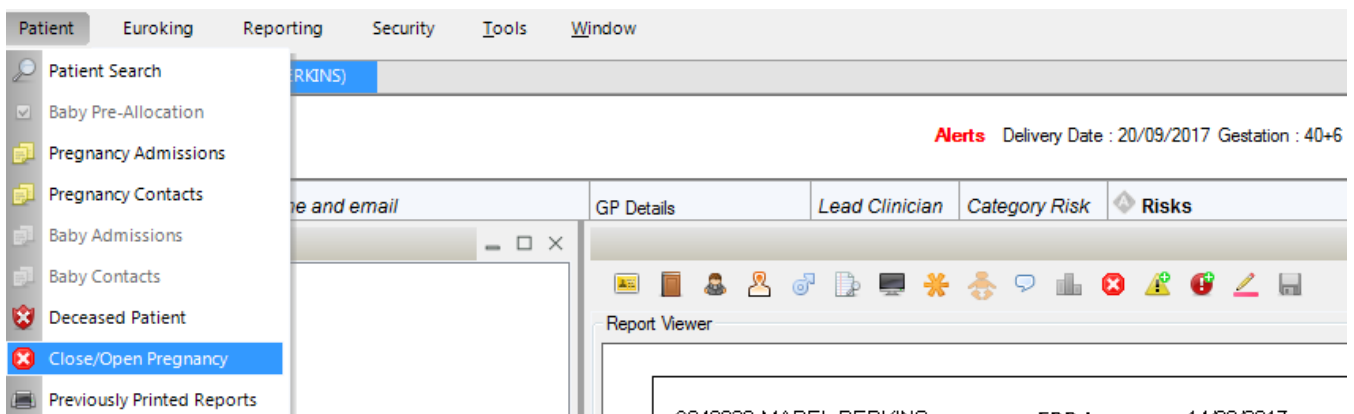 Patient Euroking Reporting Security Tools Window
Patient Search
ERKINS)
Baby Pre-Allocation
Alerts Delivery Date : 20/09/2017 Gestation : 40+6
Pregnancy Admissions
Pregnancy Contacts
and email GP Details Lead Clinician Category Risk Risks
Baby Admissions
Baby Contacts
Deceased Patient
Report Viewer
Close/Open Pregnancy
Previously Printed Reports